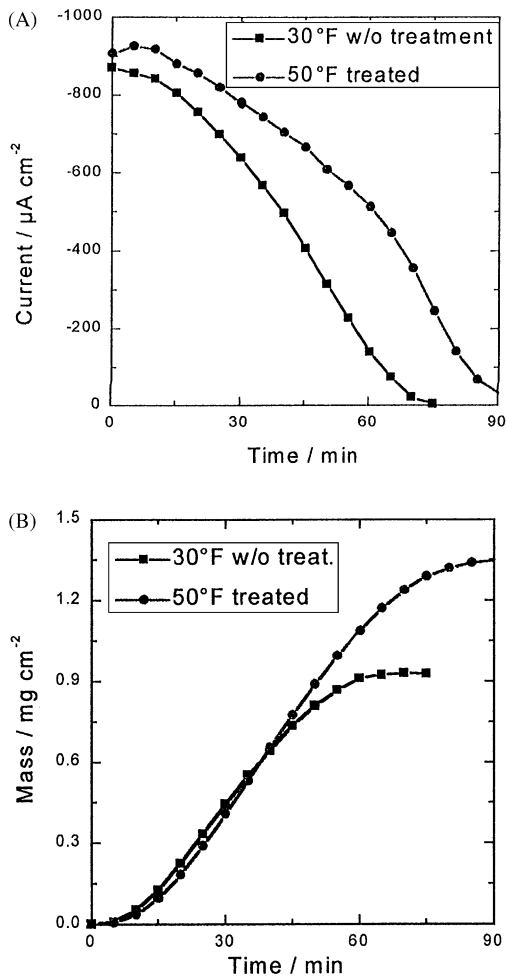 (A)
-1000
-800
-600
-400
-200
0
Current / µA cm-2
30°F w/o treatment
50°F treated
0
30
60
90
Time / min
(B)
1.5
1.2
0.9
0.6
0.3
0.0
Mass / mg cm-2
30°F w/o treat.
50°F treated
0
30
60
90
Time / min